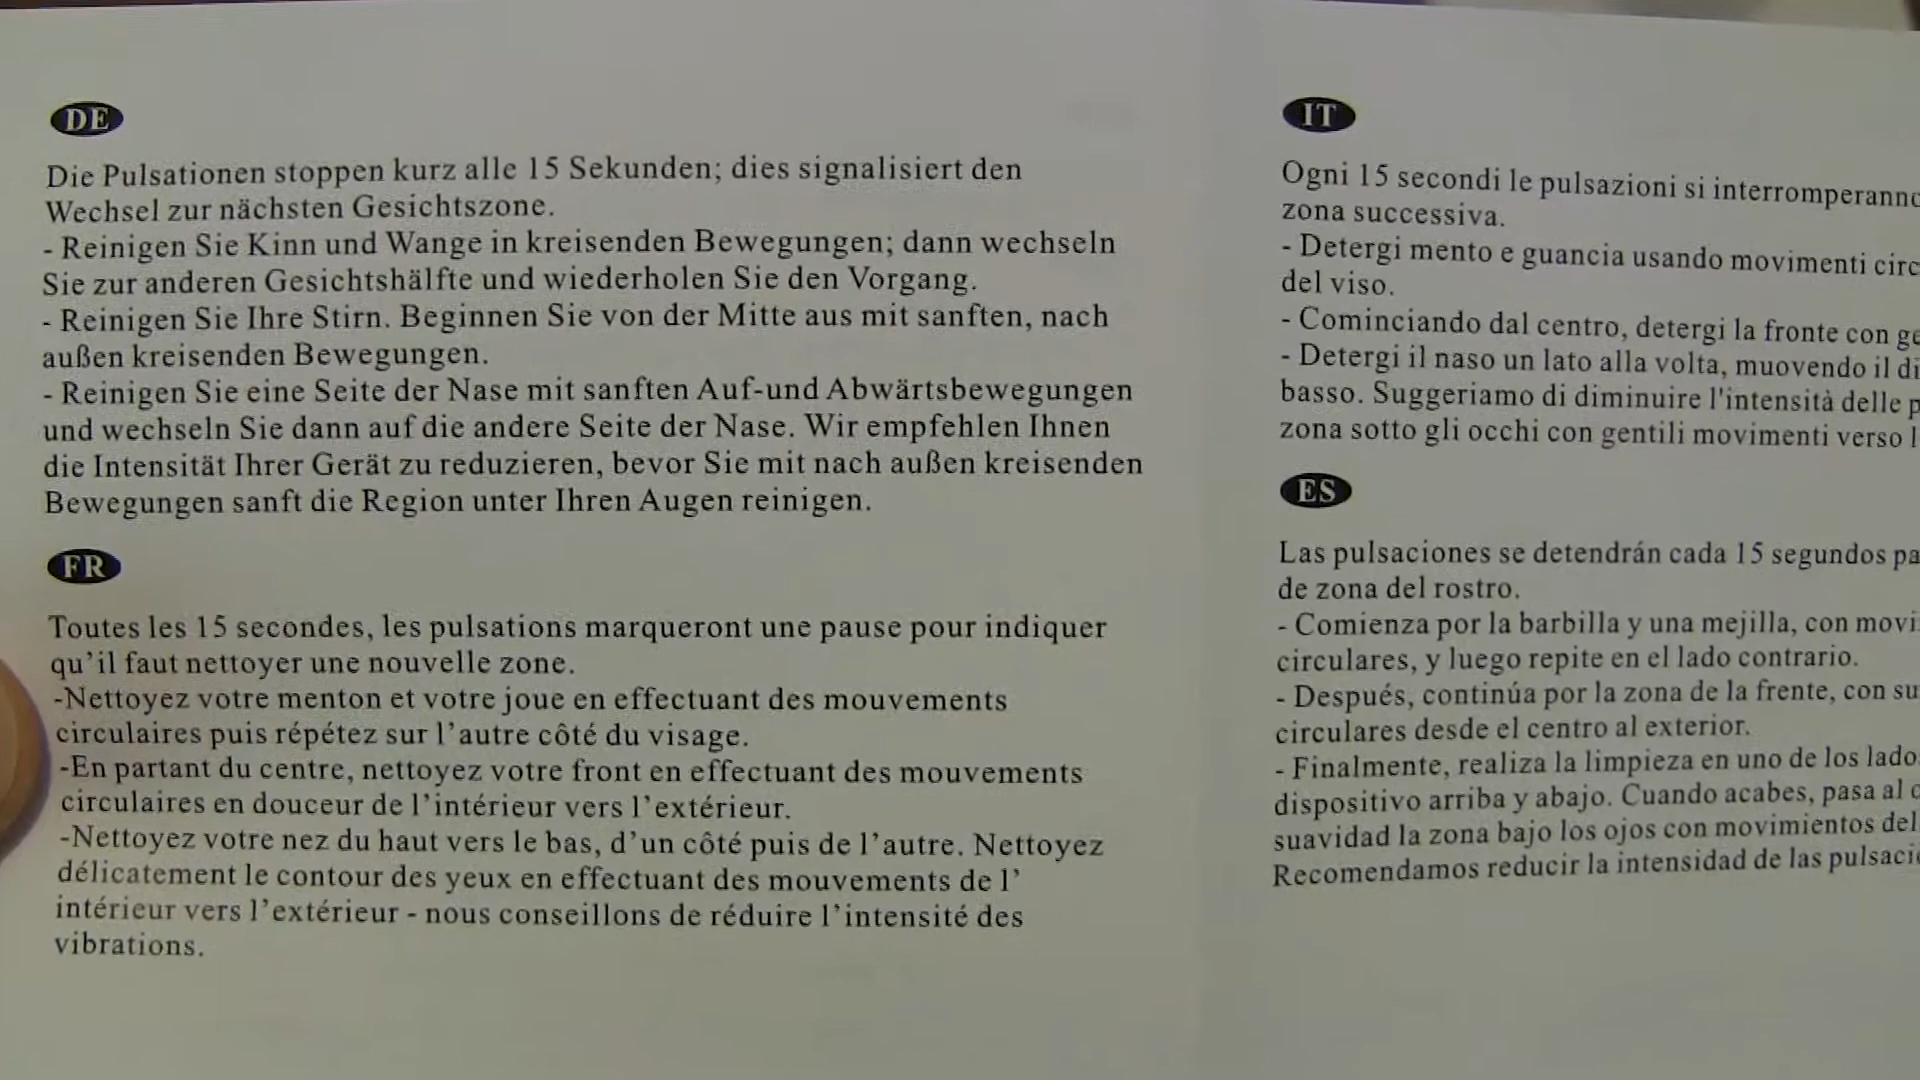 DE
Die Pulsationen stoppen kurz alle 15 Sekunden; dies signalisiert den
Wechsel zur nächsten Gesichtszone.
- Reinigen Sie Kinn und Wange in kreisenden Bewegungen; dann wechseln
Sie zur anderen Gesichtshälfte und wiederholen Sie den Vorgang.
- Reinigen Sie Ihre Stirn. Beginnen Sie von der Mitte aus mit sanften, nach
außen kreisenden Bewegungen.
- Reinigen Sie eine Seite der Nase mit sanften Auf-und Abwärtsbewegungen
und wechseln Sie dann auf die andere Seite der Nase. Wir empfehlen Ihnen
die Intensität Ihrer Gerät zu reduzieren, bevor Sie mit nach außen kreisenden
Bewegungen sanft die Region unter Ihren Augen reinigen.
FR
Toutes les 15 secondes, les pulsations marqueront une pause pour indiquer
qu’il faut nettoyer une nouvelle zone.
-Nettoyez votre menton et votre joue en effectuant des mouvements
circulaires puis répétez sur l’autre côté du visage.
-En partant du centre, nettoyez votre front en effectuant des mouvements
circulaires en douceur de l’intérieur vers l’extérieur.
-Nettoyez votre nez du haut vers le bas, d’un côté puis de l’autre. Nettoyez
délicatement le contour des yeux en effectuant des mouvements de l’
intérieur vers l’extérieur - nous conseillons de réduire l’intensité des
vibrations.
IT
Ogni 15 secondi le pulsazioni si interromperanno
zona successiva.
- Detergi mento e guancia usando movimenti
del viso.
- Cominciando dal centro, detergi la fronte con
- Detergi il naso un lato alla volta, muovendo il
basso. Suggeriamo di diminuire l'intensità delle
zona sotto gli occhi con gentili movimenti verso
ES
Las pulsaciones se detendrán cada 15 segundos
de zona del rostro.
- Comienza por la barbilla y una mejilla, con
circulares, y luego repite en el lado contrario.
- Después, continúa por la zona de la frente, con
circulares desde el centro al exterior.
- Finalmente, realiza la limpieza en uno de los
dispositivo arriba y abajo. Cuando acabes, pasa al
suavidad la zona bajo los ojos con movimientos
Recomendamos reducir la intensidad de las